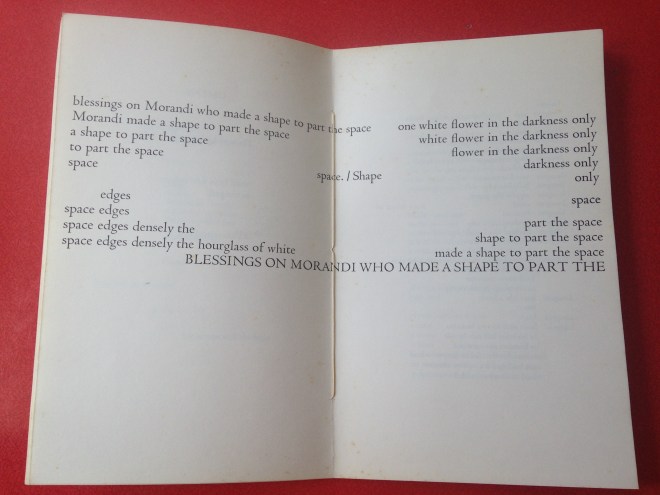 blessings on Morandi who made a shape to part the space
Morandi made a shape to part the space
a shape to part the space
to part the space
space
space. / Shape
edges
space edges
space edges densely the
space edges densely the hourglass of white
one white flower in the darkness only
white flower in the darkness only
flower in the darkness only
darkness only
only
space
part the space
shape to part the space
made a shape to part the space
BLESSINGS ON MORANDI WHO MADE A SHAPE TO PART THE